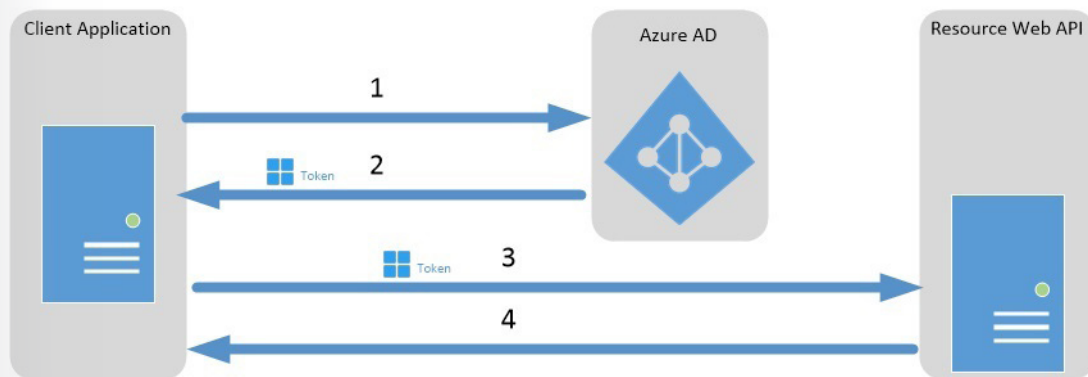 Client Application
Azure AD
Resource Web API
1
Token
2
Token
3
4